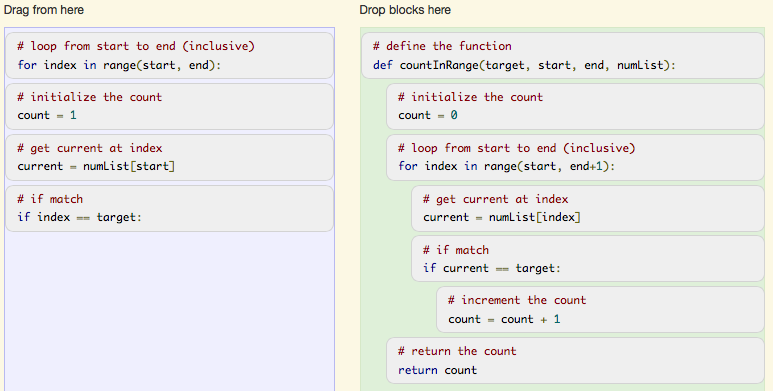 Drag from here
# loop from start to end (inclusive)
for index in range(start, end):
# initialize the count
count = 1
# get current at index
current = numList[start]
# if match
if index == target:
Drop blocks here
# define the function
def countInRange(target, start, end, numList):
# initialize the count
count = 0
# loop from start to end (inclusive)
for index in range(start, end+1):
# get current at index
current = numList[index]
# if match
if current == target:
# increment the count
count = count + 1
# return the count
return count